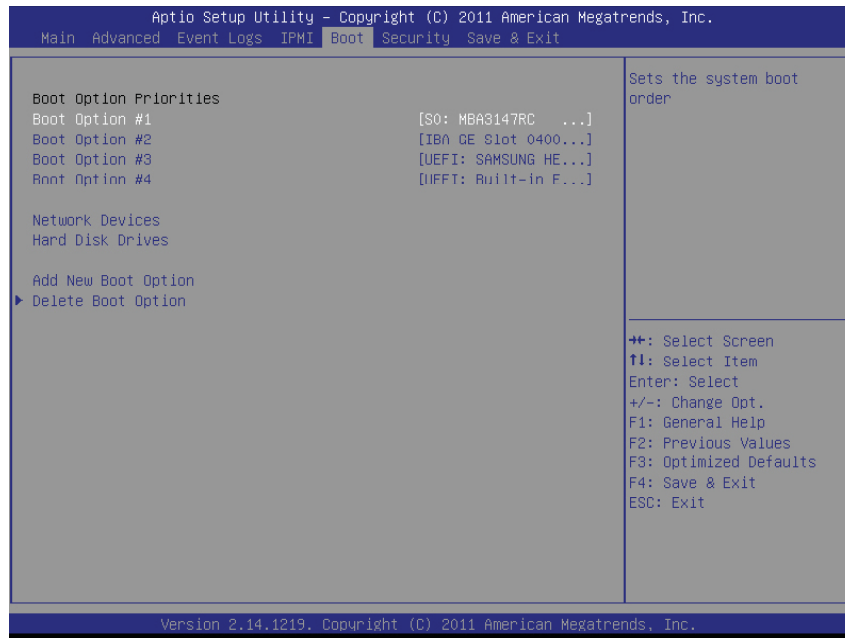 Aptio Setup Utility – Copyright (C) 2011 American Megatrends, Inc.
Main Advanced Event Logs IPMI Boot Security Save & Exit
Boot Option Priorities
Boot Option #1 [S0: MBA3147RC ...]
Boot Option #2 [IBA GE Slot 0400...]
Boot Option #3 [UEFI: SAMSUNG HE...]
Boot Option #4 [UEFI: Built-in E...]
Network Devices
Hard Disk Drives
Add New Boot Option
▶ Delete Boot Option
Sets the system boot
order
→←: Select Screen
↑↓: Select Item
Enter: Select
+/-: Change Opt.
F1: General Help
F2: Previous Values
F3: Optimized Defaults
F4: Save & Exit
ESC: Exit
Version 2.14.1219. Copyright (C) 2011 American Megatrends, Inc.